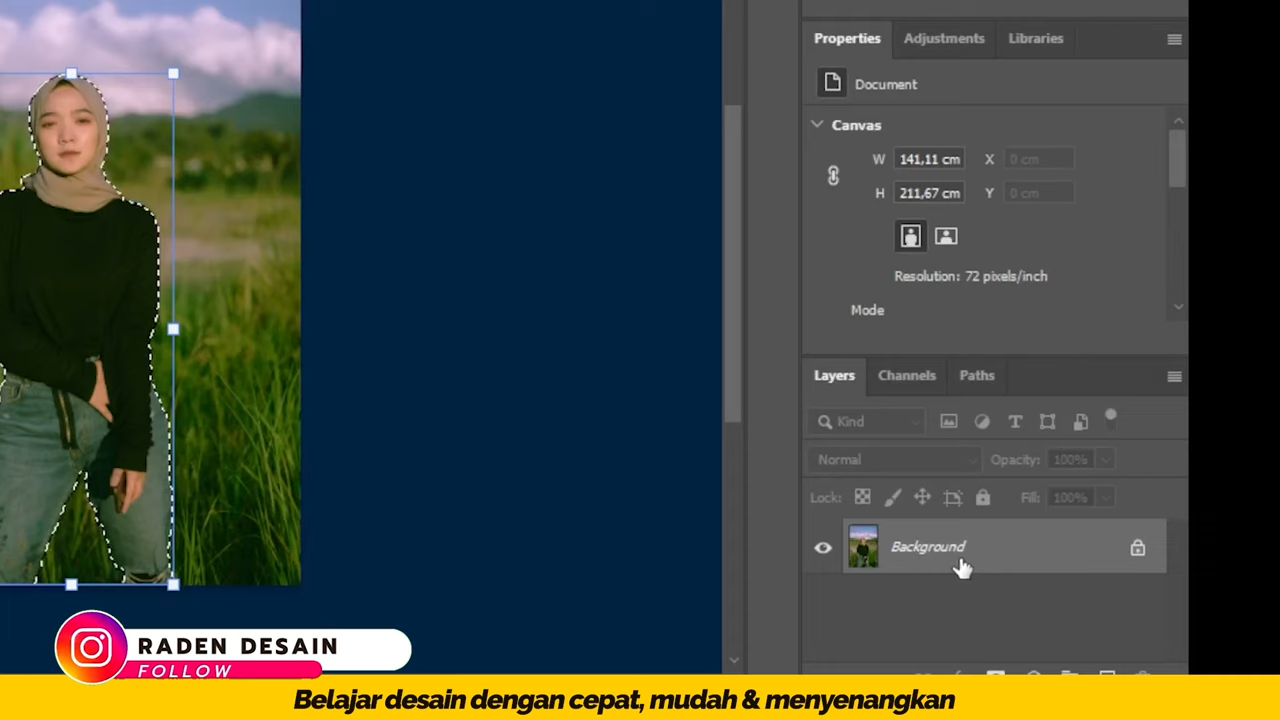 Properties Adjustments Libraries
Document
Canvas
W 141,11 cm X 0 cm
H 211,67 cm Y 0 cm
Resolution: 72 pixels/inch
Mode
Layers Channels Paths
Kind
Normal Opacity: 100%
Lock: Fill: 100%
Background
RADEN DESAIN
FOLLOW
Belajar desain dengan cepat, mudah & menyenangkan